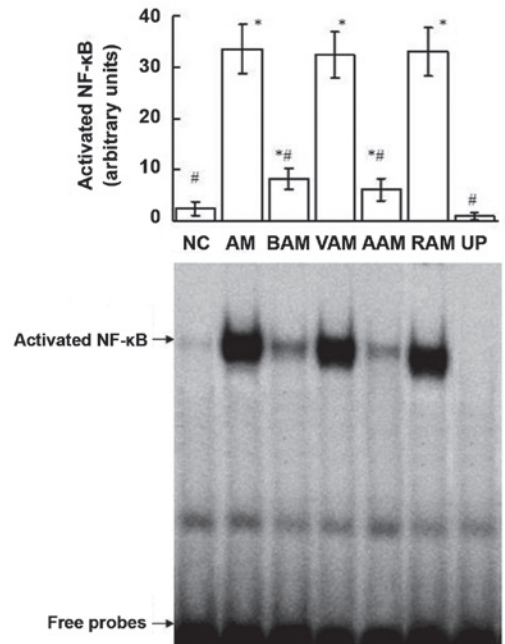 Activated NF-κB
(arbitrary units)
40
30
20
10
0
#
*
*#
*
*#
*
#
NC AM BAM VAM AAM RAM UP
Activated NF-κB
Free probes